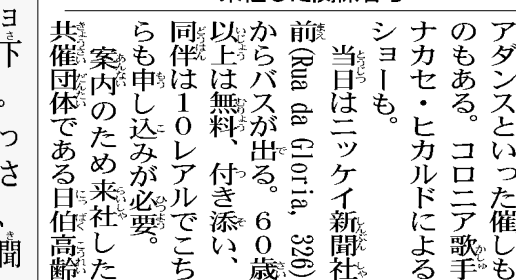 アダンスといった催しも
のもある。コロニア歌手
ナカセ・ヒカルドによる
ショーも。
当日はニッケイ新聞社
前(Rua da Gloria, 326)
からバスが出る。60歳
以上は無料、付き添い、
同伴は10レアルでこち
らも申し込みが必要。
案内のため来社した
共催団体である日伯高齢
ヨ下。つさ、聞